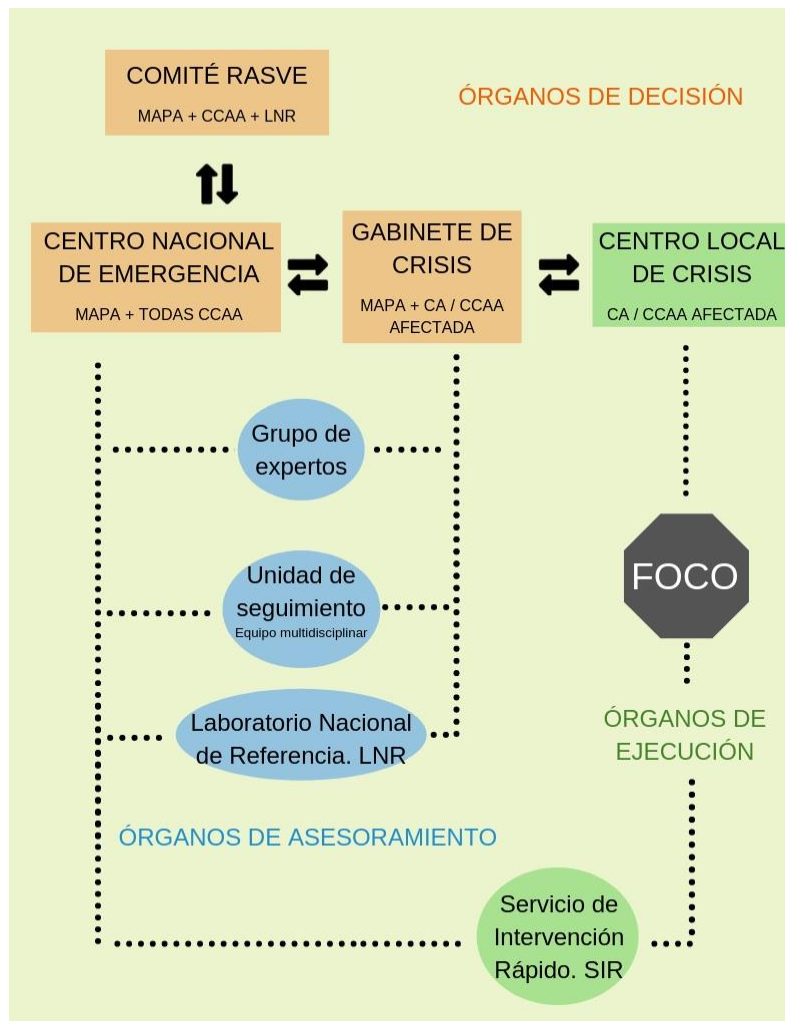 COMITÉ RASVE
MAPA + CCAA + LNR
ÓRGANOS DE DECISIÓN
CENTRO NACIONAL
DE EMERGENCIA
MAPA + TODAS CCAA
GABINETE DE
CRISIS
MAPA + CA / CCAA
AFECTADA
CENTRO LOCAL
DE CRISIS
CA / CCAA AFECTADA
Grupo de
expertos
Unidad de
seguimiento
Equipo multidisciplinar
Laboratorio Nacional
de Referencia. LNR
FOCO
ÓRGANOS DE
EJECUCIÓN
ÓRGANOS DE ASESORAMIENTO
Servicio de
Intervención
Rápido. SIR